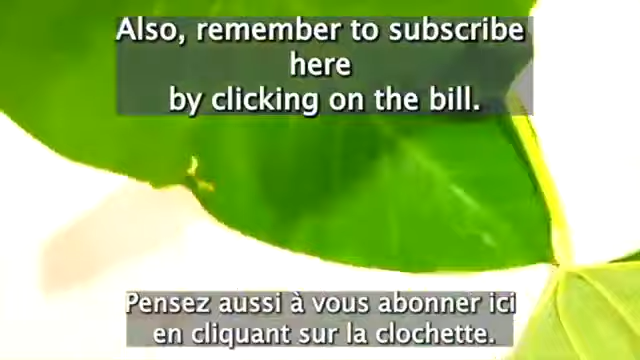 Also, remember to subscribe
here
by clicking on the bill.
Pensez aussi à vous abonner ici
en cliquant sur la clochette.